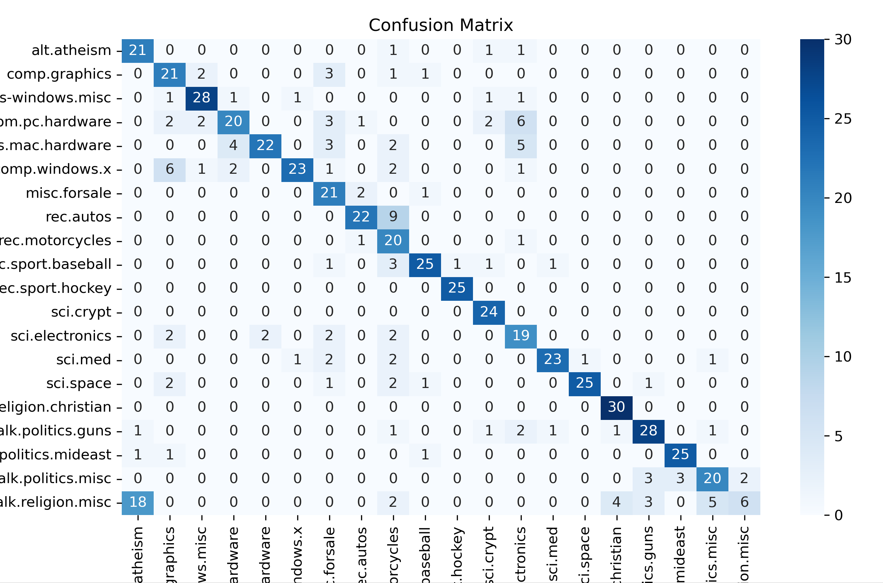 Confusion Matrix
alt.atheism 21 0 0 0 0 0 0 0 1 0 0 1 1 0 0 0 0 0 0 0
comp.graphics 0 21 2 0 0 0 3 0 1 1 0 0 0 0 0 0 0 0 0 0
s-windows.misc 0 1 28 1 0 1 0 0 0 0 0 1 1 0 0 0 0 0 0 0
om.pc.hardware 0 2 2 20 0 0 3 1 0 0 0 2 6 0 0 0 0 0 0 0
s.mac.hardware 0 0 0 4 22 0 3 0 2 0 0 0 5 0 0 0 0 0 0 0
omp.windows.x 0 6 1 2 0 23 1 0 2 0 0 0 1 0 0 0 0 0 0 0
misc.forsale 0 0 0 0 0 0 21 2 0 1 0 0 0 0 0 0 0 0 0 0
rec.autos 0 0 0 0 0 0 0 22 9 0 0 0 0 0 0 0 0 0 0 0
rec.motorcycles 0 0 0 0 0 0 0 1 20 0 0 0 1 0 0 0 0 0 0 0
c.sport.baseball 0 0 0 0 0 0 1 0 3 25 1 1 0 1 0 0 0 0 0 0
ec.sport.hockey 0 0 0 0 0 0 0 0 0 0 25 0 0 0 0 0 0 0 0 0
sci.crypt 0 0 0 0 0 0 0 0 0 0 0 24 0 0 0 0 0 0 0 0
sci.electronics 0 2 0 0 2 0 2 0 2 0 0 0 19 0 0 0 0 0 0 0
sci.med 0 0 0 0 0 1 2 0 2 0 0 0 0 23 1 0 0 0 1 0
sci.space 0 2 0 0 0 0 1 0 2 1 0 0 0 0 25 0 1 0 0 0
eligion.christian 0 0 0 0 0 0 0 0 0 0 0 0 0 0 0 30 0 0 0 0
alk.politics.guns 1 0 0 0 0 0 0 0 1 0 0 1 2 1 0 1 28 0 1 0
politics.mideast 1 1 0 0 0 0 0 0 0 1 0 0 0 0 0 0 0 25 0 0
alk.politics.misc 0 0 0 0 0 0 0 0 0 0 0 0 0 0 0 0 3 3 20 2
alk.religion.misc 18 0 0 0 0 0 0 0 2 0 0 0 0 0 0 4 3 0 5 6
atheism
graphics
ws.misc
ardware
ardware
ndows.x
.forsale
ec.autos
orcycles
baseball
.hockey
sci.crypt
ctronics
sci.med
ci.space
christian
ics.guns
mideast
ics.misc
on.misc
30
25
20
15
10
5
0